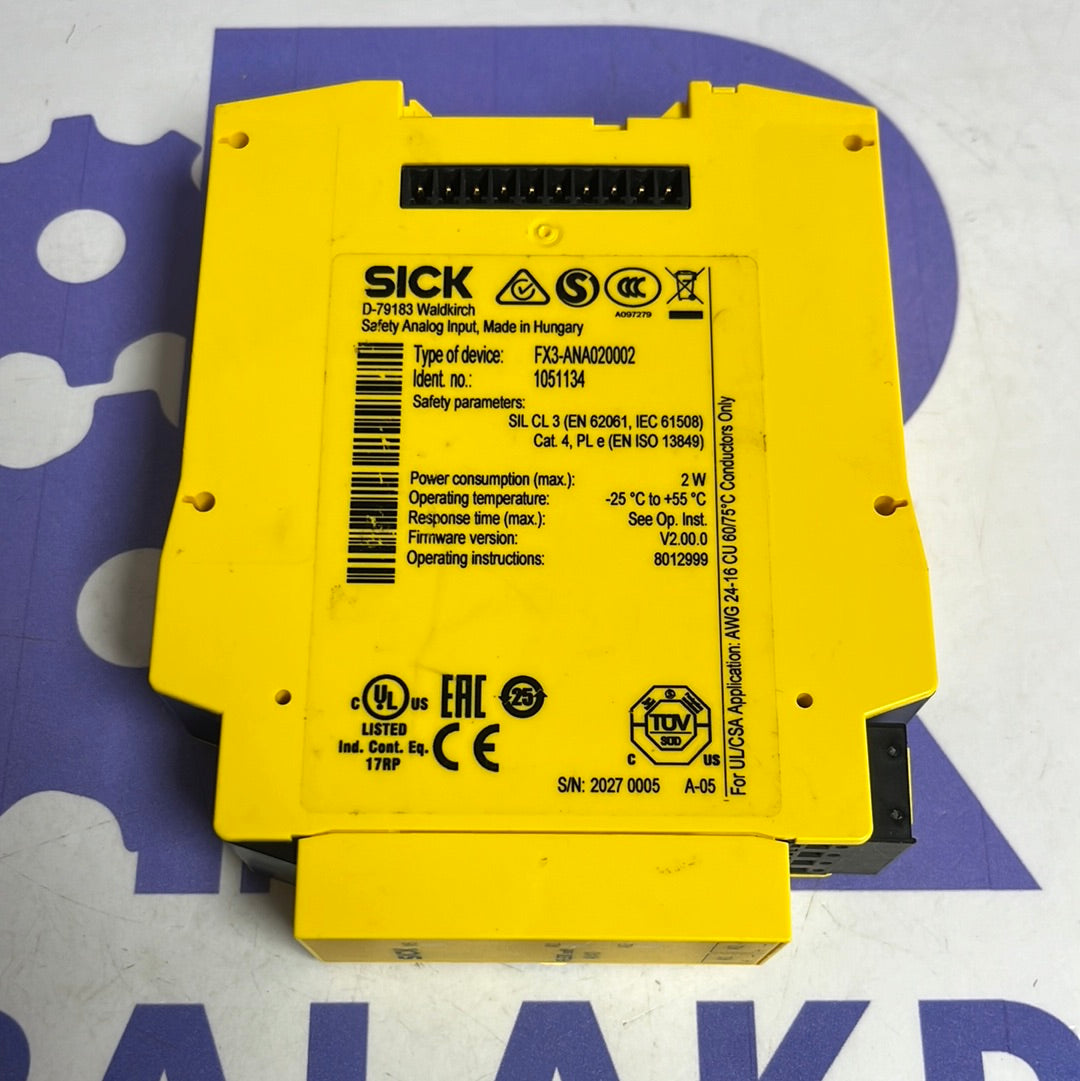 SICK
D-79183 Waldkirch
Safety Analog Input, Made in Hungary
A097279
Type of device: FX3-ANA020002
Ident. no.: 1051134
Safety parameters:
SIL CL 3 (EN 62061, IEC 61508)
Cat. 4, PL e (EN ISO 13849)
Power consumption (max.): 2 W
Operating temperature: -25 °C to +55 °C
Response time (max.): See Op. Inst.
Firmware version: V2.00.0
Operating instructions: 8012999
For UL/CSA Application: AWG 24-16 CU 60/75°C Conductors Only
C UL US
LISTED
Ind. Cont. Eq.
17RP
EAC
25
CE
TÜV
SÜD
C US
S/N: 2027 0005 A-05
SICK